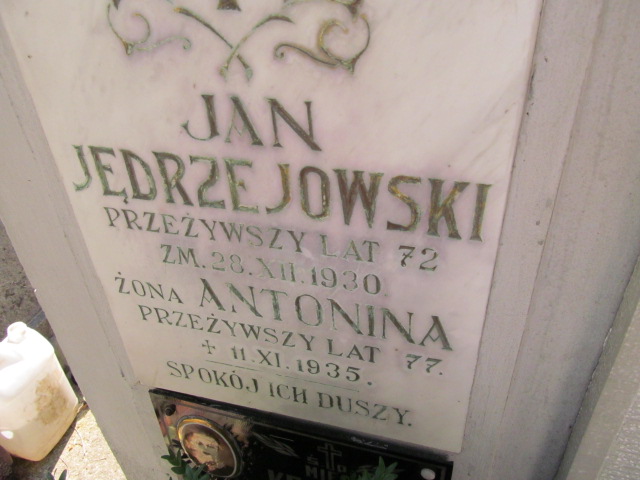 JAN
JĘDRZEJOWSKI
PRZEŻYWSZY LAT 72
ZM. 28. XII. 1930
ŻONA ANTONINA
PRZEŻYWSZY LAT 77.
+ 11. XI. 1935.
SPOKÓJ ICH DUSZY.